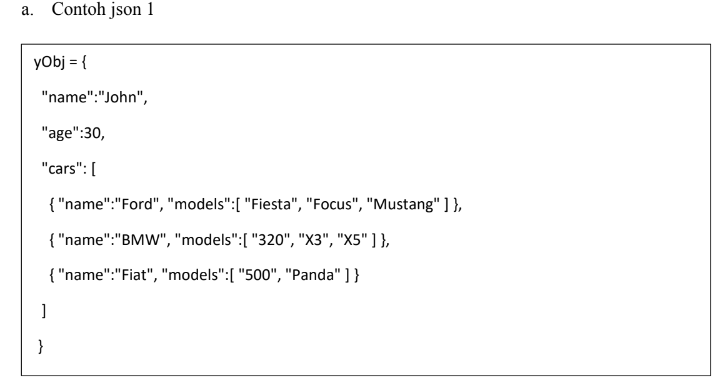 a. Contoh json 1
yObj = {
"name":"John",
"age":30,
"cars": [
{ "name":"Ford", "models":[ "Fiesta", "Focus", "Mustang" ] },
{ "name":"BMW", "models":[ "320", "X3", "X5" ] },
{ "name":"Fiat", "models":[ "500", "Panda" ] }
]
}